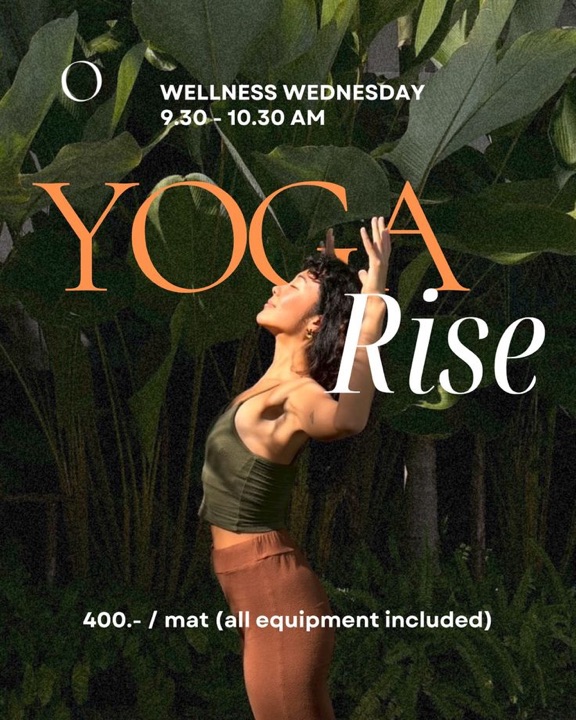 O
WELLNESS WEDNESDAY
9.30 - 10.30 AM
YOGA
Rise
400.- / mat (all equipment included)